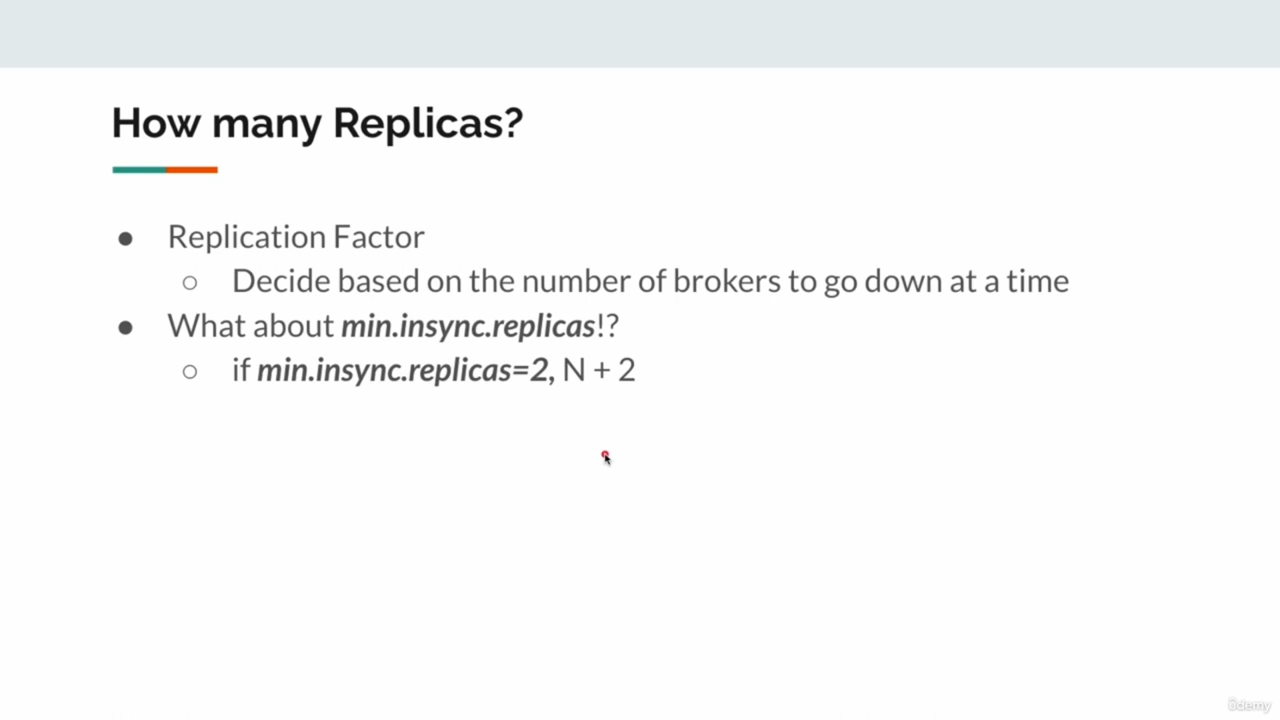 How many Replicas?
● Replication Factor
○ Decide based on the number of brokers to go down at a time
● What about min.insync.replicas!?
○ if min.insync.replicas=2, N + 2
ûdemy